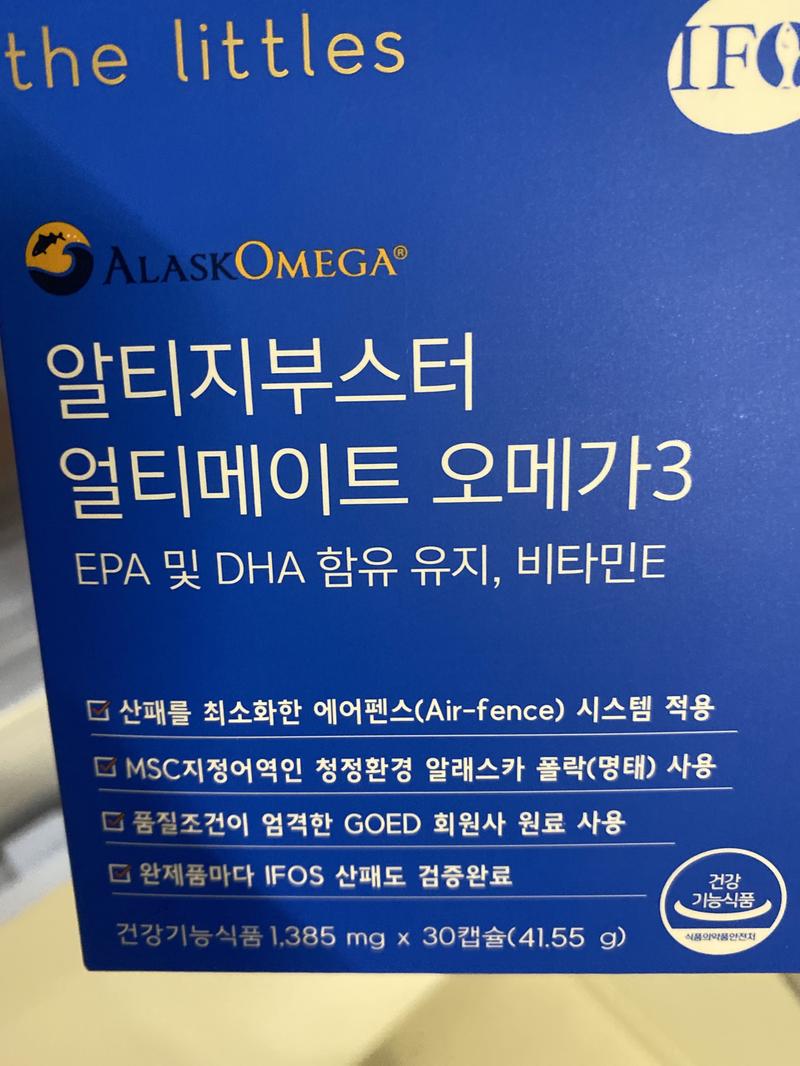 the littles
IFOS
ALASKOMEGA®
알티지부스터
얼티메이트 오메가3
EPA 및 DHA 함유 유지, 비타민E
산패를 최소화한 에어펜스(Air-fence) 시스템 적용
MSC지정어역인 청정환경 알래스카 폴락(명태) 사용
품질조건이 엄격한 GOED 회원사 원료 사용
완제품마다 IFOS 산패도 검증완료
건강
기능식품
식품의약품안전처
건강기능식품 1,385 mg x 30캡슐(41.55 g)